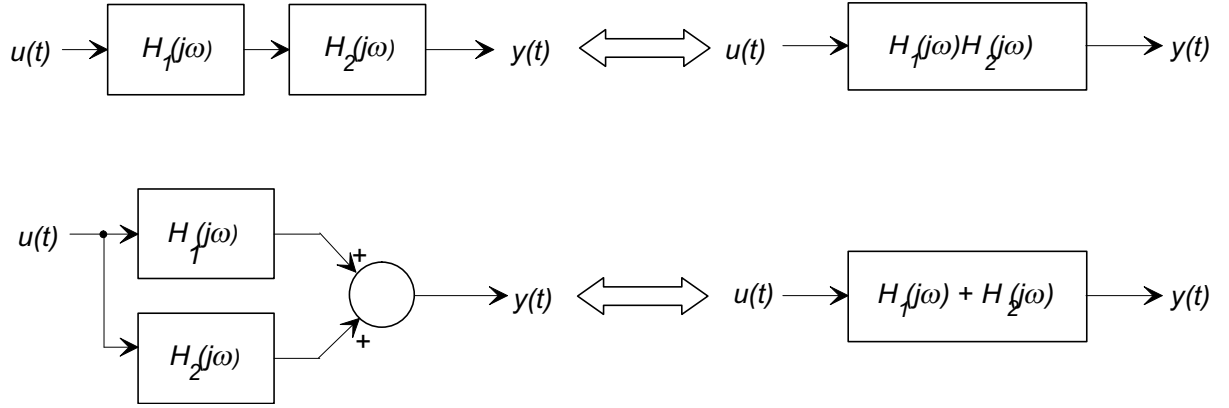 u(t) H₁(jω) H₂(jω) y(t) u(t) H₁(jω)H₂(jω) y(t)
H₁(jω)
u(t) +
y(t) u(t) H₁(jω) + H₂(jω) y(t)
+
H₂(jω)